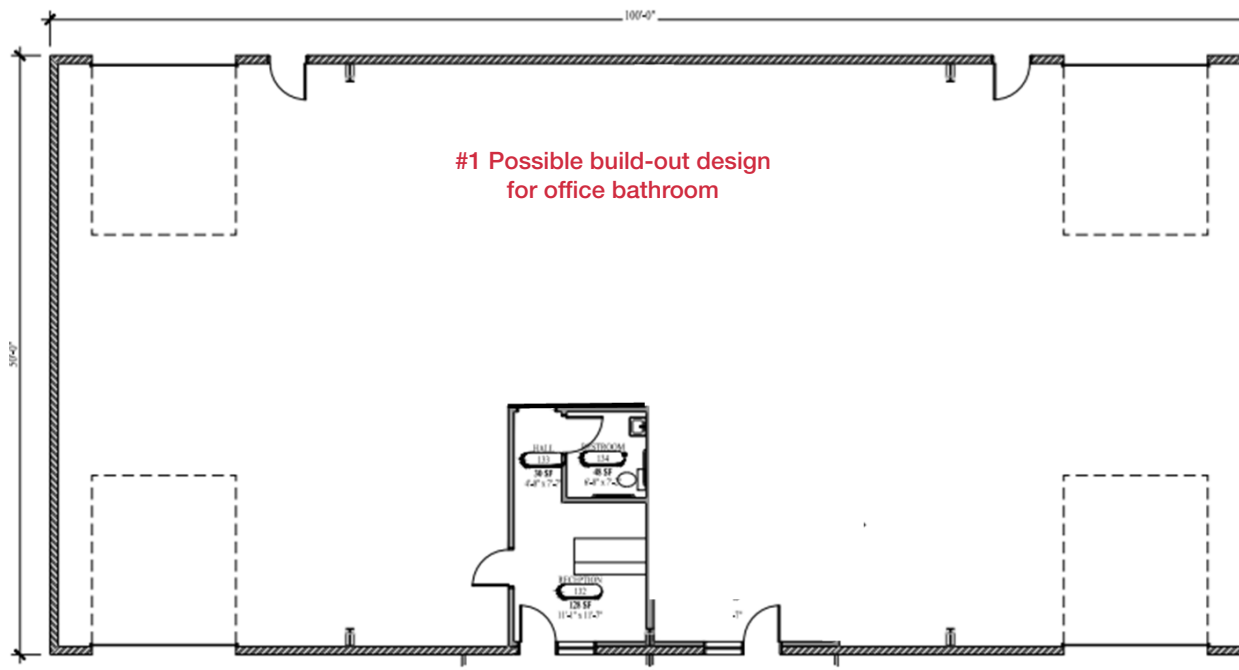 100'-0"
#1 Possible build-out design
for office bathroom
50'-0"
HALL
133
30 SF
RESTROOM
134
48 SF
RECEPTION
132
128 SF